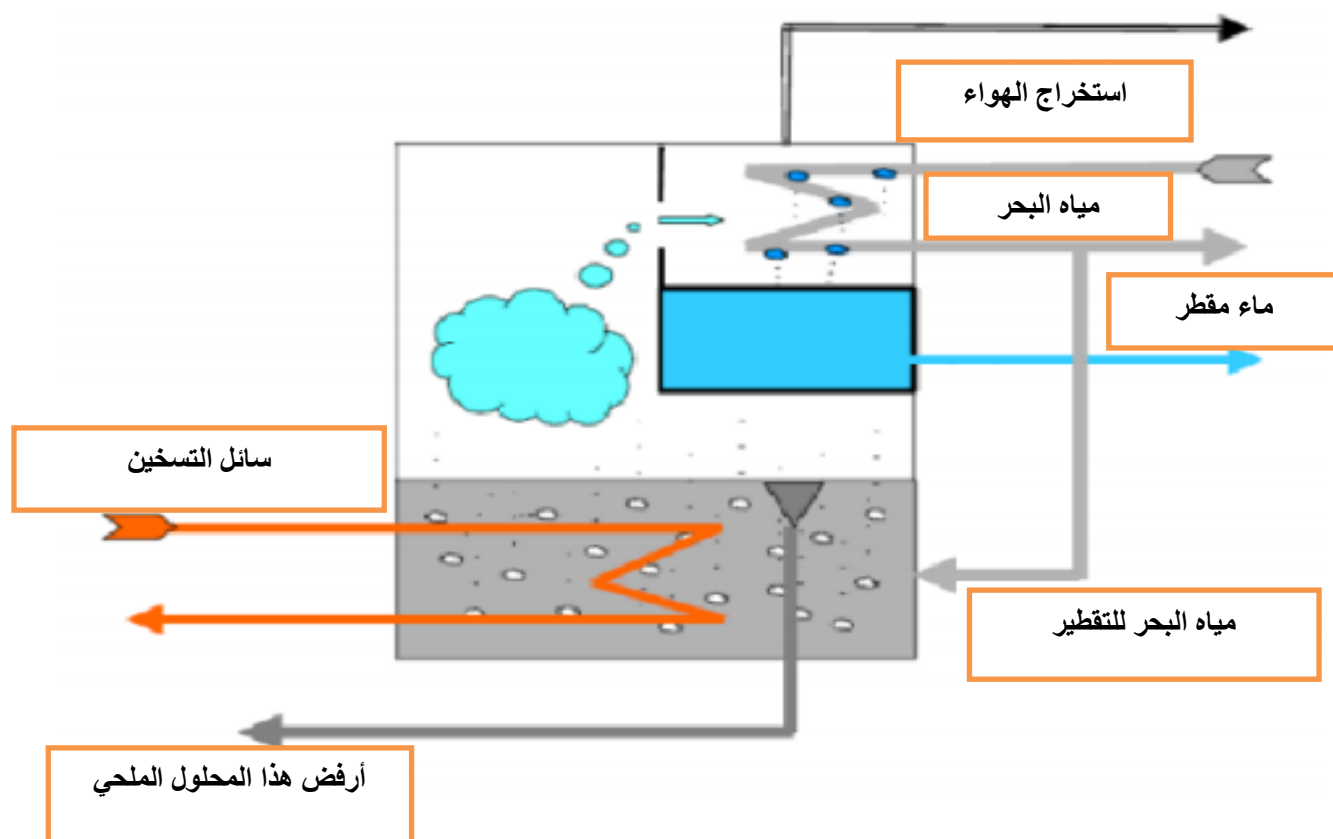 استخراج الهواء
مياه البحر
ماء مقطر
سائل التسخين
مياه البحر للتقطير
أرفض هذا المحلول الملحي